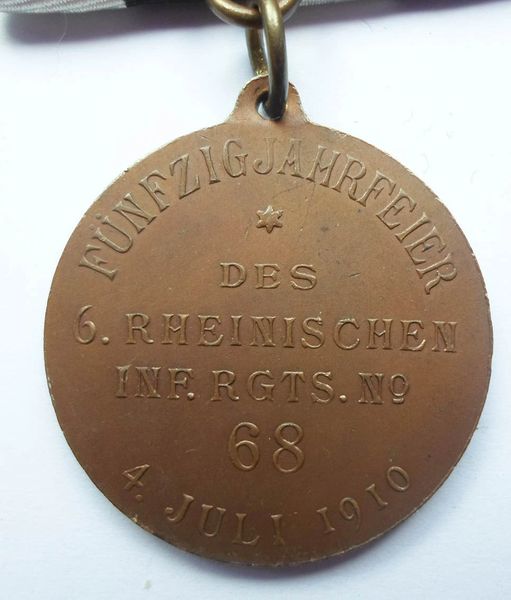 FÜNFZIGJAHRFEIER
DES
6. RHEINISCHEN
INF. RGTS. No
68
4. JULI 1910